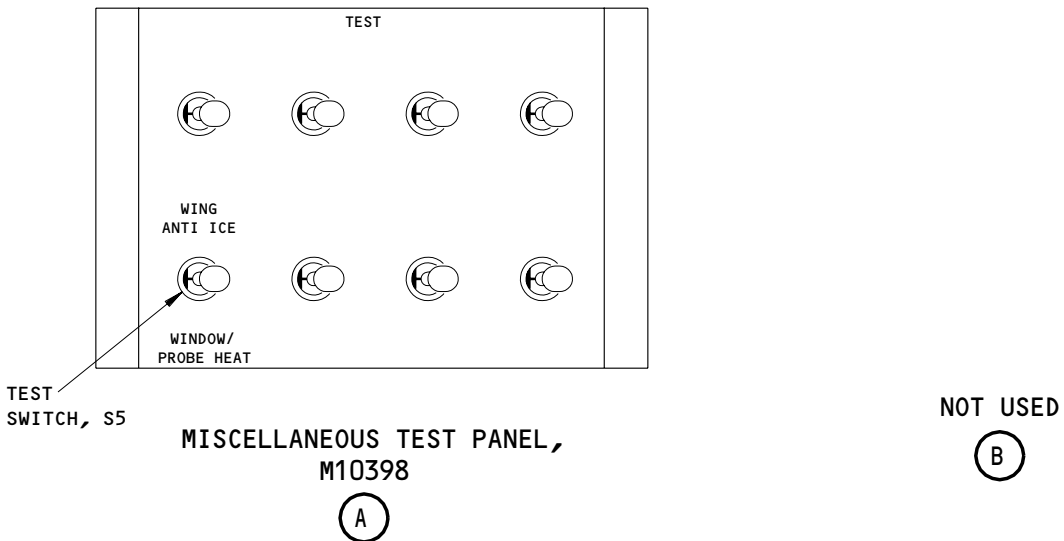 TEST
WING
ANTI ICE
WINDOW/
PROBE HEAT
TEST
SWITCH, S5
MISCELLANEOUS TEST PANEL,
M10398
A
NOT USED
B